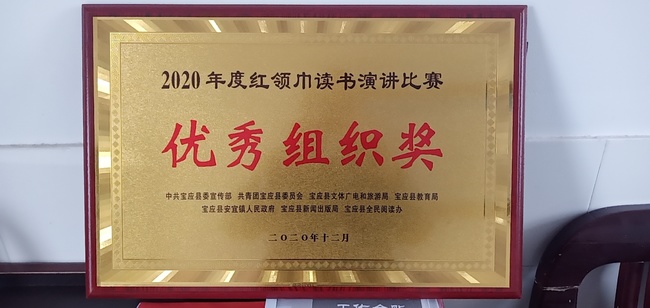 2020年度红领巾读书演讲比赛
优秀组织奖
中共宝应县委宣传部 共青团宝应县委员会 宝应县文体广电和旅游局 宝应县教育局
宝应县安宜镇人民政府 宝应县新闻出版局 宝应县全民阅读办
二〇二〇年十二月